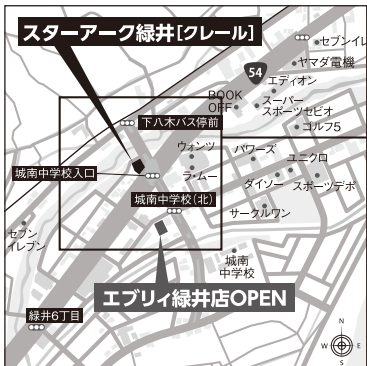 スターアーク緑井[クレール]
セブンイレ
ヤマダ電機
54
エディオン
BOOK
OFF
スーパー
スポーツゼビオ
ゴルフ5
下八木バス停前
ウォンツ
パワーズ
ユニクロ
城南中学校入口
ラ・ムー
ダイソー
スポーツデポ
城南中学校(北)
サークルワン
セブン
イレブン
城南
中学校
エブリィ緑井店OPEN
緑井6丁目
N
W
E
S